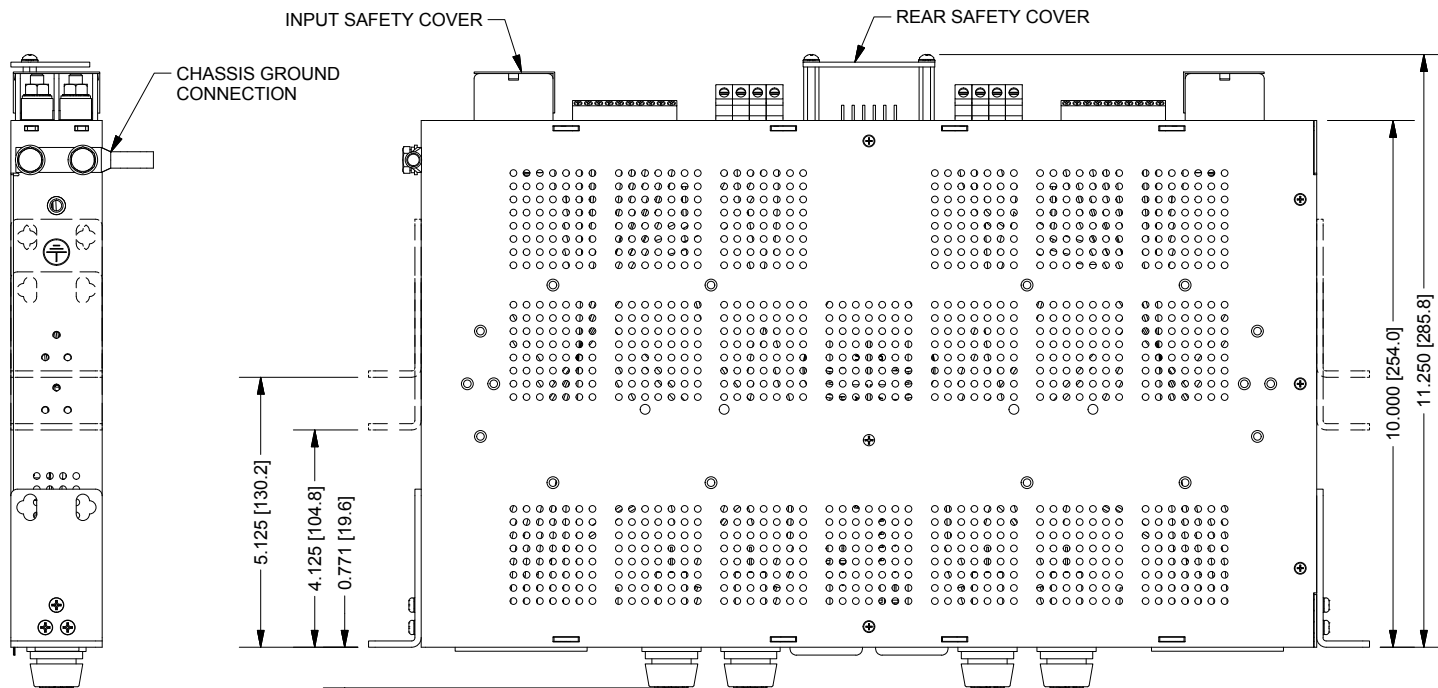 INPUT SAFETY COVER
REAR SAFETY COVER
CHASSIS GROUND
CONNECTION
5.125 [130.2]
4.125 [104.8]
0.771 [19.6]
10.000 [254.0]
11.250 [285.8]